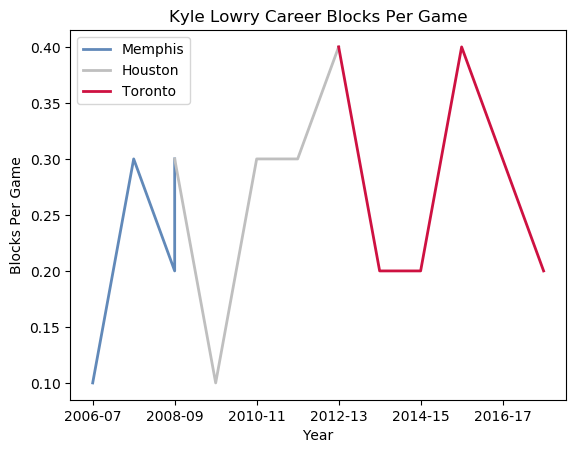 Kyle Lowry Career Blocks Per Game
Memphis
Houston
Toronto
Blocks Per Game
0.40
0.35
0.30
0.25
0.20
0.15
0.10
2006-07
2008-09
2010-11
2012-13
2014-15
2016-17
Year